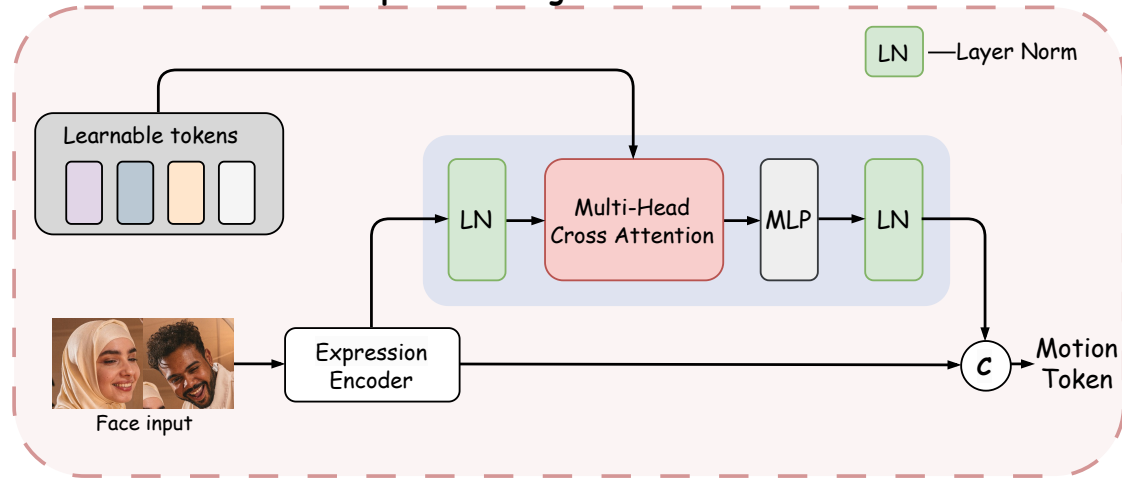 LN —Layer Norm
Learnable tokens
LN
Multi-Head
Cross Attention
MLP
LN
Expression
Encoder
C
Motion
Token
Face input